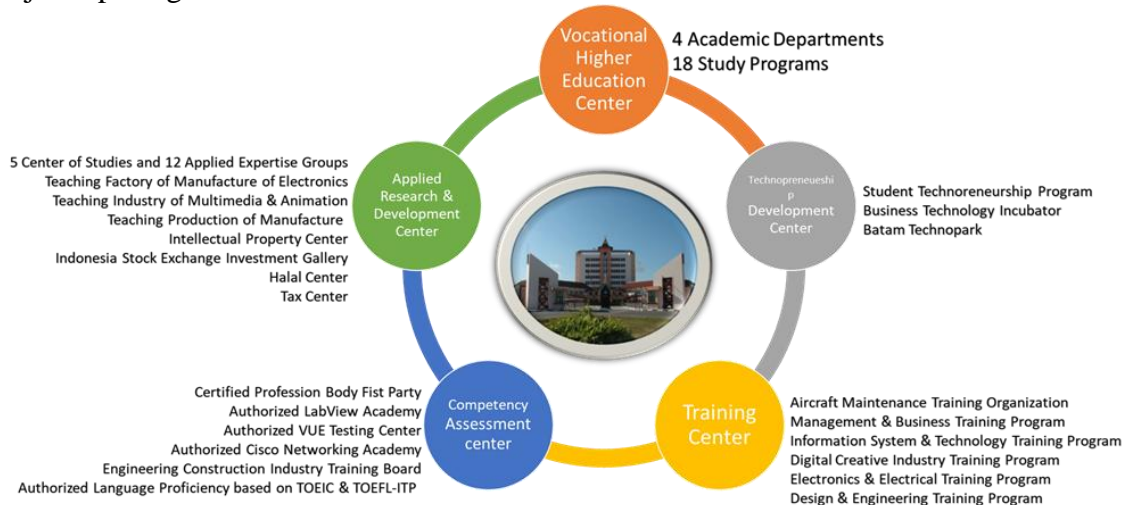 Vocational
Higher
Education
Center
4 Academic Departments
18 Study Programs
5 Center of Studies and 12 Applied Expertise Groups
Teaching Factory of Manufacture of Electronics
Teaching Industry of Multimedia & Animation
Teaching Production of Manufacture
Intellectual Property Center
Indonesia Stock Exchange Investment Gallery
Halal Center
Tax Center
Applied
Research &
Development
Center
Technopreneueshi
p
Development
Center
Student Technoreneurship Program
Business Technology Incubator
Batam Technopark
Certified Profession Body Fist Party
Authorized LabView Academy
Authorized VUE Testing Center
Authorized Cisco Networking Academy
Engineering Construction Industry Training Board
Authorized Language Proficiency based on TOEIC & TOEFL-ITP
Competency
Assessment
center
Training
Center
Aircraft Maintenance Training Organization
Management & Business Training Program
Information System & Technology Training Program
Digital Creative Industry Training Program
Electronics & Electrical Training Program
Design & Engineering Training Program